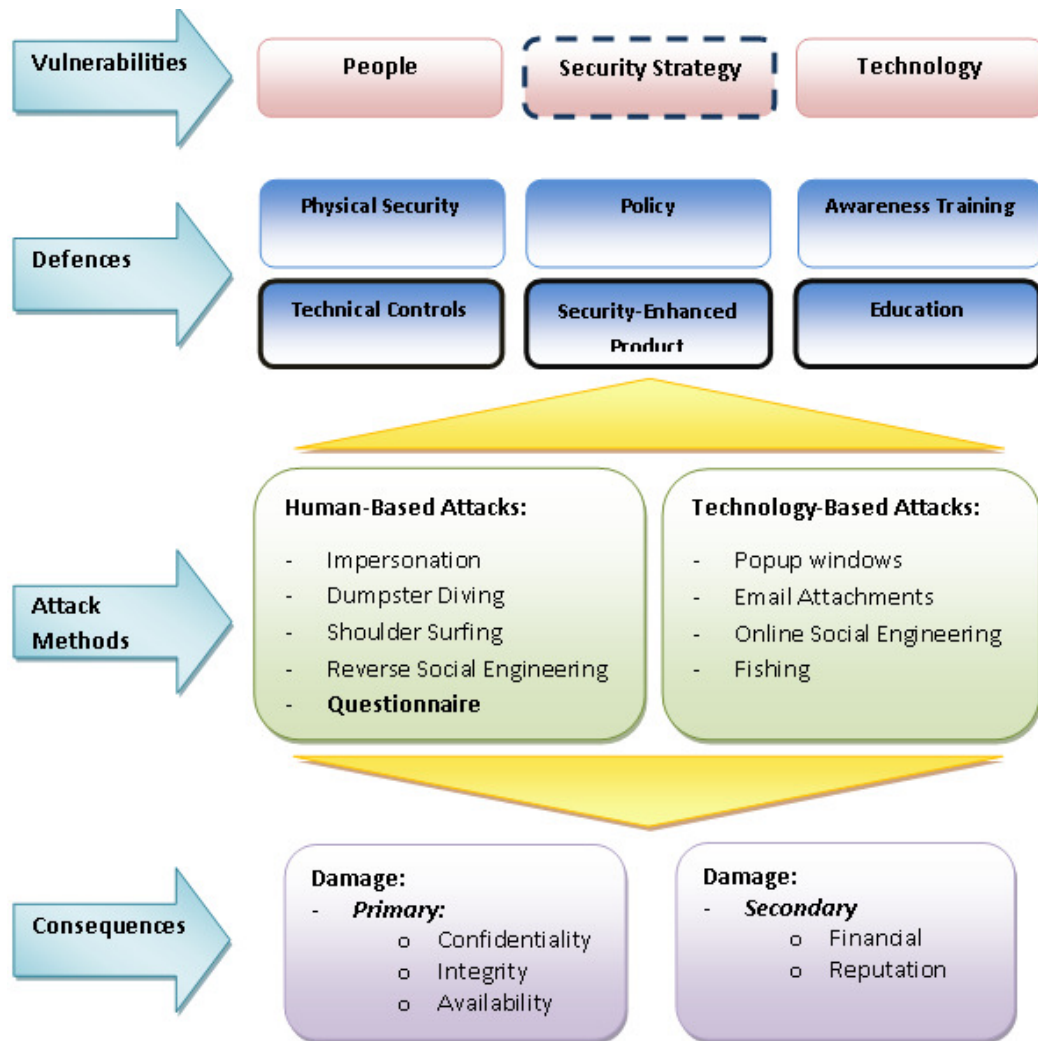 Vulnerabilities
People
Security Strategy
Technology
Defences
Physical Security
Policy
Awareness Training
Technical Controls
Security-Enhanced
Product
Education
Attack
Methods
Human-Based Attacks:
- Impersonation
- Dumpster Diving
- Shoulder Surfing
- Reverse Social Engineering
- Questionnaire
Technology-Based Attacks:
- Popup windows
- Email Attachments
- Online Social Engineering
- Fishing
Consequences
Damage:
- Primary:
o Confidentiality
o Integrity
o Availability
Damage:
- Secondary
o Financial
o Reputation